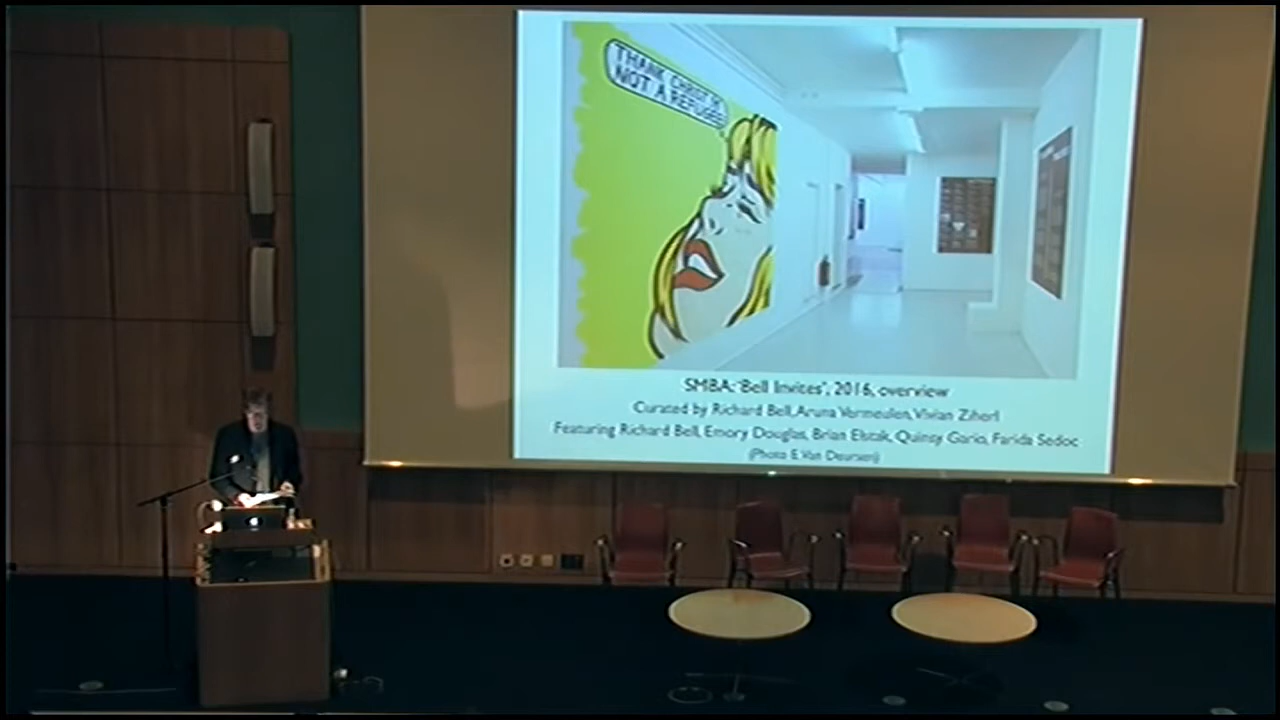 THANK CHRIST I'M
NOT A REFUGEE
SMBA: "Bell Invites", 2016, overview
Curated by Richard Bell, Aruna Vermeulen, Vivian Ziherl
Featuring Richard Bell, Emory Douglas, Brian Elstak, Quinsy Gario, Farida Sedoc
(Photo E. Van Deursen)